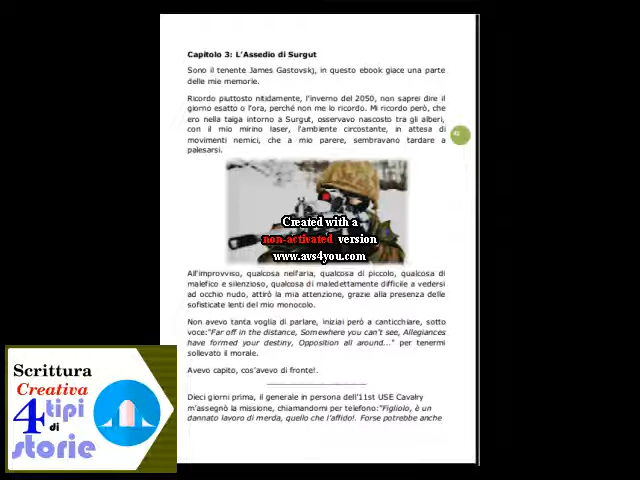 Capitolo 3: L'Assedio di Surgut
Sono il tenente James Gastovskj, in questo ebook giace una parte
delle mie memorie.
Ricordo piuttosto nitidamente, l'inverno del 2050, non saprei dire il
giorno esatto o l'ora, perché non me lo ricordo. Mi ricordo però, che
ero nella taiga intorno a Surgut, osservavo nascosto tra gli alberi,
con il mio mirino laser, l'ambiente circostante, in attesa di
movimenti nemici, che a mio parere, sembravano tardare a
palesarsi.
42
Created with a
non-activated version
www.avs4you.com
All'improvviso, qualcosa nell'aria, qualcosa di piccolo, qualcosa di
malefico e silenzioso, qualcosa di maledettamente difficile a vedersi
ad occhio nudo, attirò la mia attenzione, grazie alla presenza delle
sofisticate lenti del mio monocolo.
Non avevo tanta voglia di parlare, iniziai però a canticchiare, sotto
voce:"Far off in the distance, Somewhere you can't see, Allegiances
have formed your destiny, Opposition all around..." per tenermi
sollevato il morale.
Avevo capito, cos'avevo di fronte!.
Dieci giorni prima, il generale in persona dell'11st USE Cavalry
m'assegnò la missione, chiamandomi per telefono:"Figliolo, è un
dannato lavoro di merda, quello che l'affido!. Forse potrebbe anche
Scrittura
Creativa
4 tipi
di
storie